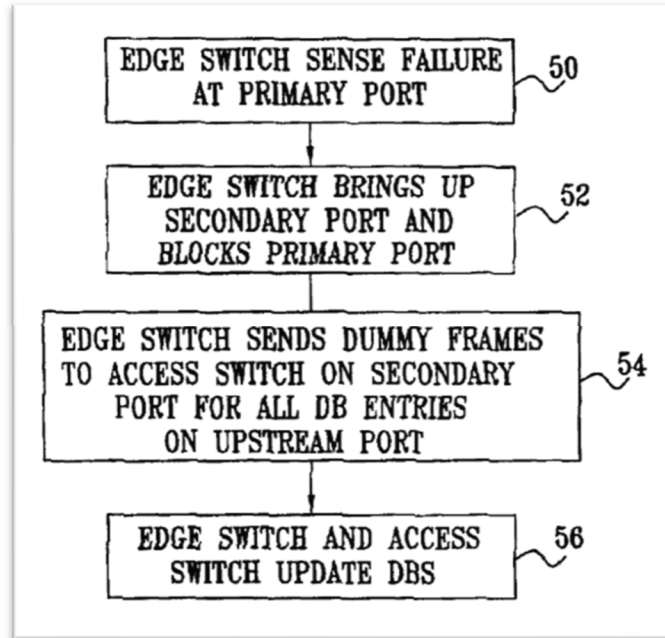 EDGE SWITCH SENSE FAILURE
AT PRIMARY PORT
50
EDGE SWITCH BRINGS UP
SECONDARY PORT AND
BLOCKS PRIMARY PORT
52
EDGE SWITCH SENDS DUMMY FRAMES
TO ACCESS SWITCH ON SECONDARY
PORT FOR ALL DB ENTRIES
ON UPSTREAM PORT
54
EDGE SWITCH AND ACCESS
SWITCH UPDATE DBS
56